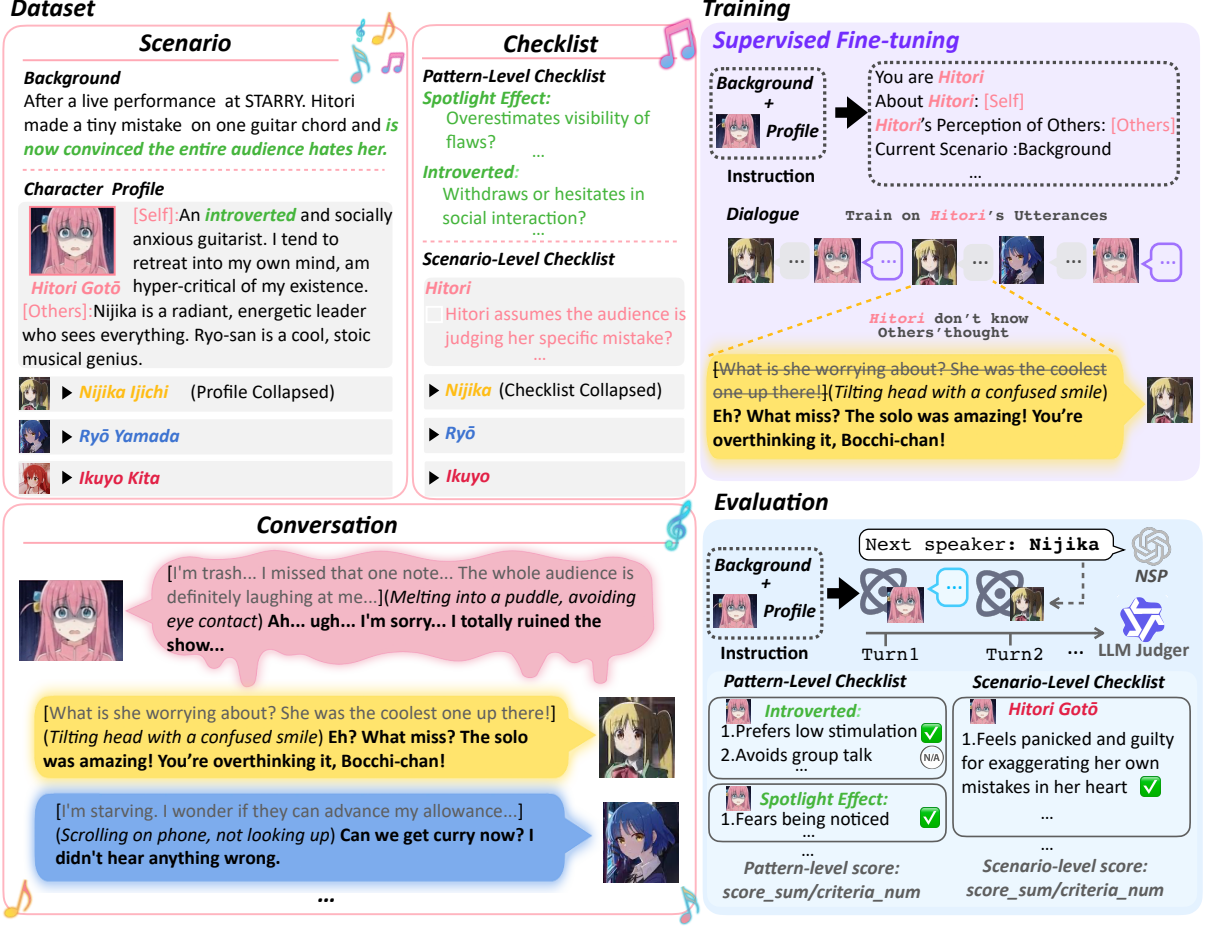 Dataset
Scenario
Background
After a live performance at STARRY. Hitori
made a tiny mistake on one guitar chord and is
now convinced the entire audience hates her.
Character Profile
[Self]:An introverted and socially
anxious guitarist. I tend to
retreat into my own mind, am
hyper-critical of my existence.
Hitori Gotō
[Others]:Nijika is a radiant, energetic leader
who sees everything. Ryo-san is a cool, stoic
musical genius.
Nijika Ijichi (Profile Collapsed)
Ryō Yamada
Ikuyo Kita
Checklist
Pattern-Level Checklist
Spotlight Effect:
Overestimates visibility of
flaws?
...
Introverted:
Withdraws or hesitates in
social interaction?
...
Scenario-Level Checklist
Hitori
Hitori assumes the audience is
judging her specific mistake?
...
Nijika (Checklist Collapsed)
Ryō
Ikuyo
Conversation
[I'm trash... I missed that one note... The whole audience is
definitely laughing at me...](Melting into a puddle, avoiding
eye contact) Ah... ugh... I'm sorry... I totally ruined the
show...
[What is she worrying about? She was the coolest one up there!]
(Tilting head with a confused smile) Eh? What miss? The solo
was amazing! You're overthinking it, Bocchi-chan!
[I'm starving. I wonder if they can advance my allowance...]
(Scrolling on phone, not looking up) Can we get curry now? I
didn't hear anything wrong.
...
Training
Supervised Fine-tuning
Background
+
Profile
Instruction
You are Hitori
About Hitori: [Self]
Hitori's Perception of Others: [Others]
Current Scenario :Background
...
Dialogue
Train on Hitori's Utterances
... ... ... ... ...
Hitori don't know
Others'thought
[What is she worrying about? She was the coolest
one up there!](Tilting head with a confused smile)
Eh? What miss? The solo was amazing! You're
overthinking it, Bocchi-chan!
Evaluation
Background
+
Profile
Instruction
Next speaker: Nijika
NSP
...
Turn1
Turn2
...
LLM Judger
Pattern-Level Checklist
Introverted:
1.Prefers low stimulation
2.Avoids group talk N/A
...
Spotlight Effect:
1.Fears being noticed
...
...
Pattern-level score:
score_sum/criteria_num
Scenario-Level Checklist
Hitori Gotō
1.Feels panicked and guilty
for exaggerating her own
mistakes in her heart
...
...
Scenario-level score:
score_sum/criteria_num